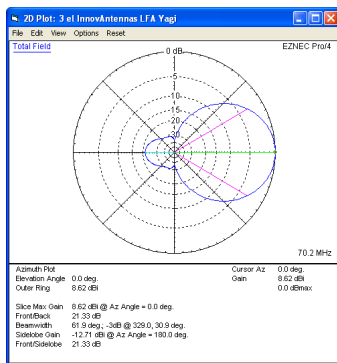 2D Plot: 3 el InnovAntennas LFA Yagi
File Edit View Options Reset
Total Field
EZNEC Pro/4
0 dB
-5
-10
-15
-20
-30
70.2 MHz
Azimuth Plot
Elevation Angle 0.0 deg.
Outer Ring 8.62 dBi
Cursor Az 0.0 deg.
Gain 8.62 dBi
0.0 dBmax
Slice Max Gain 8.62 dBi @ Az Angle = 0.0 deg.
Front/Back 21.33 dB
Beamwidth 61.9 deg.; -3dB @ 329.0, 30.9 deg.
Sidelobe Gain -12.71 dBi @ Az Angle = 180.0 deg.
Front/Sidelobe 21.33 dB